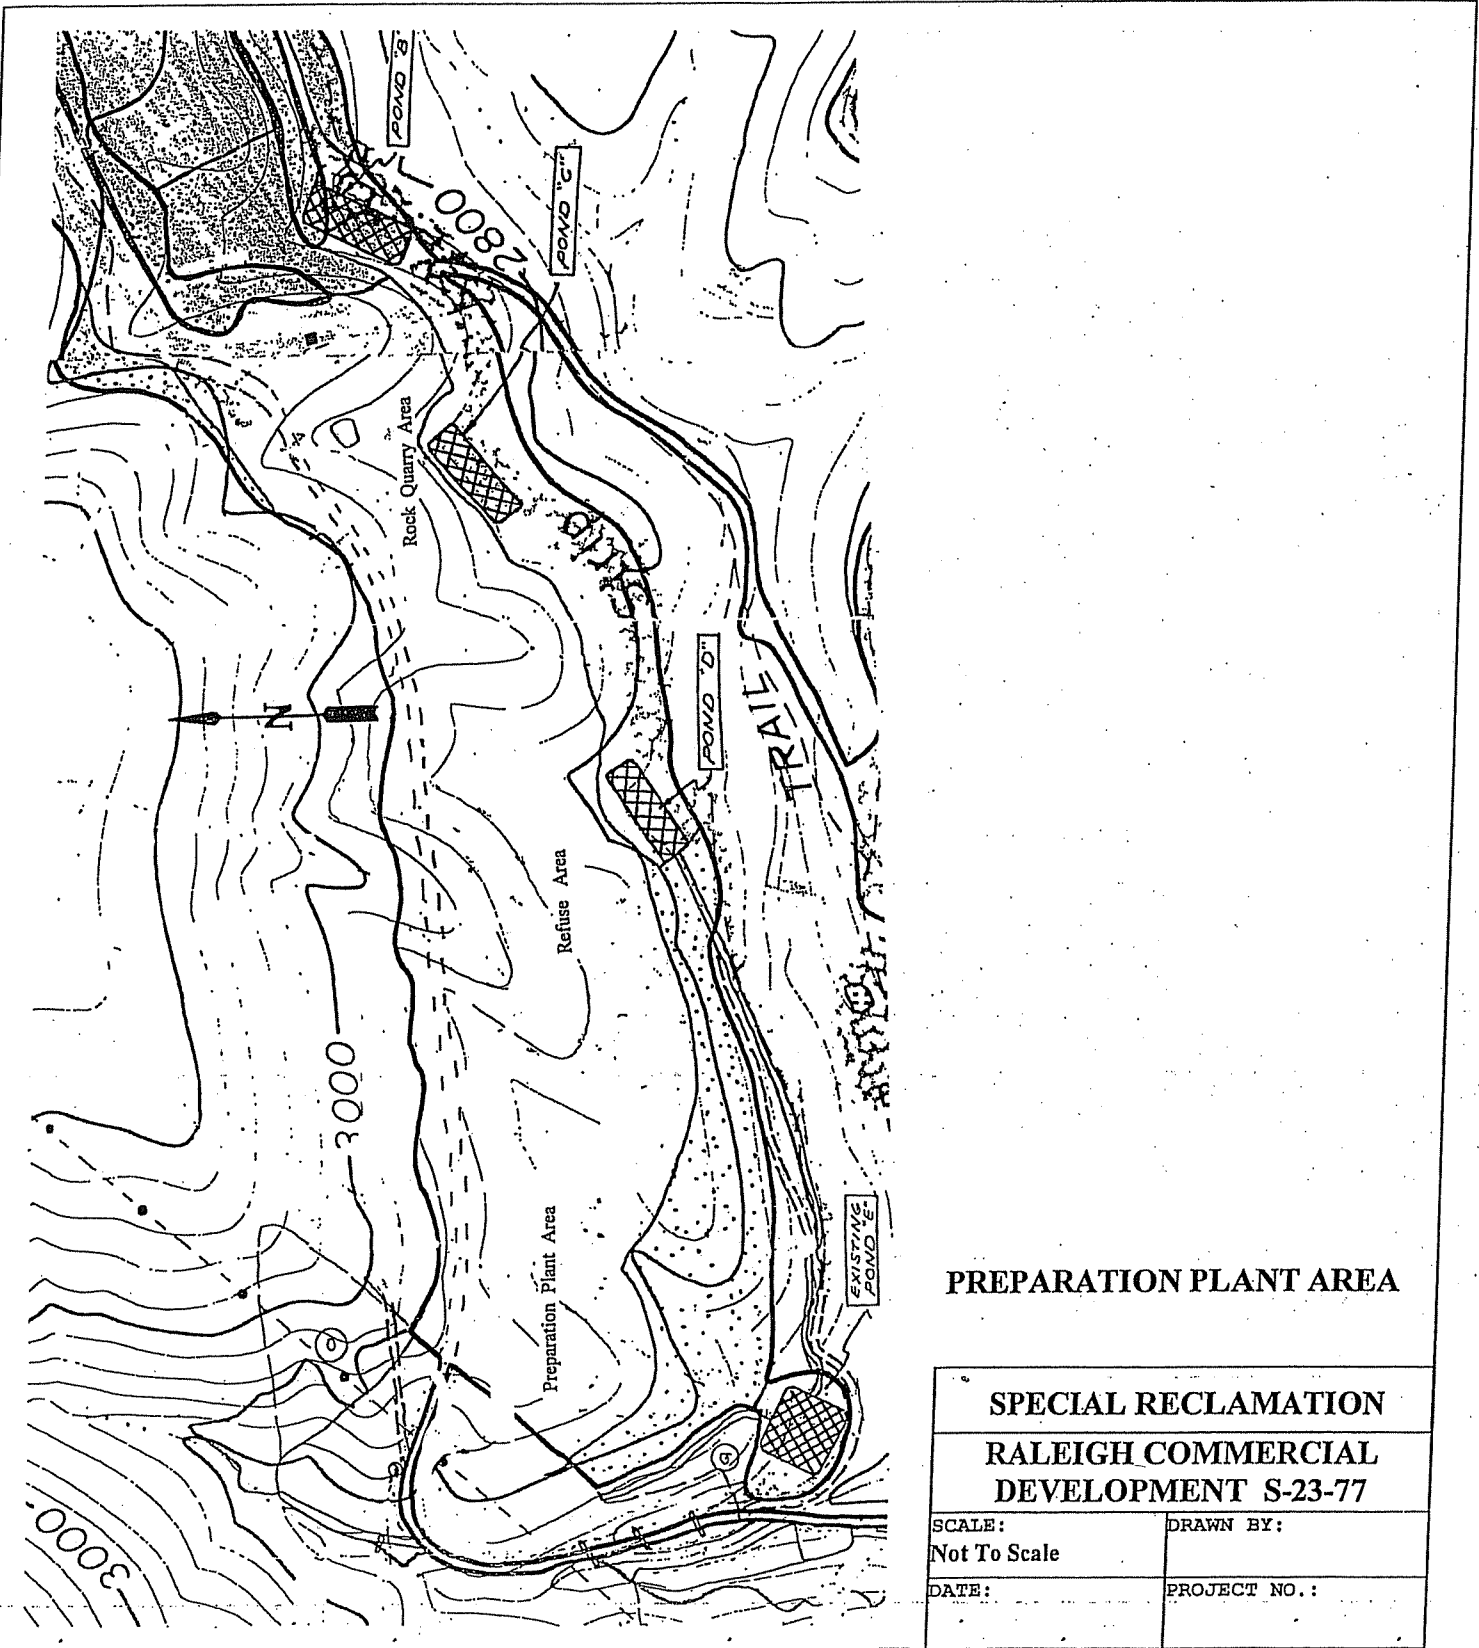 POND "B"
2800
POND "C"
Rock Quarry Area
POND "D"
TRAIL
N
Refuse Area
3000
Preparation Plant Area
EXISTING
POND "E"
3000
PREPARATION PLANT AREA
SPECIAL RECLAMATION
RALEIGH COMMERCIAL
DEVELOPMENT S-23-77
SCALE:
Not To Scale
DRAWN BY:
DATE:
PROJECT NO.: